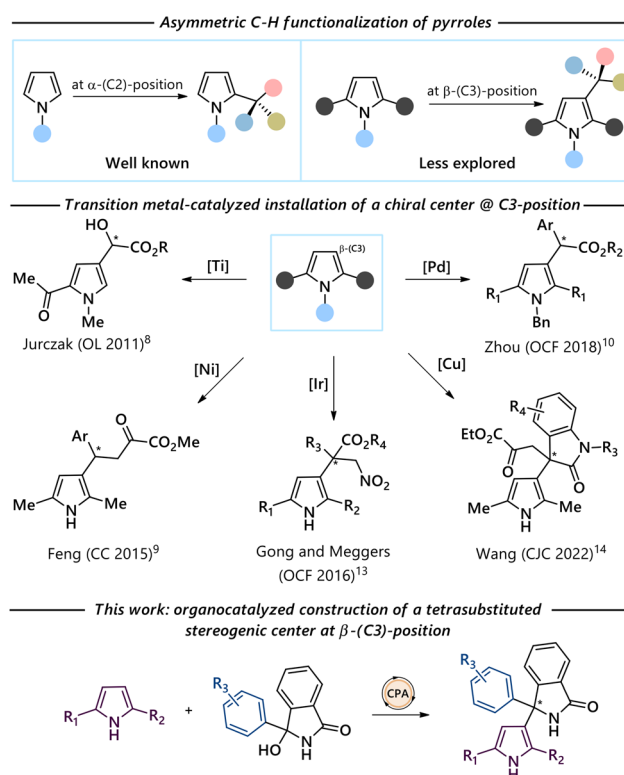 Asymmetric C-H functionalization of pyrroles
at α-(C2)-position
N
N
Well known
at β-(C3)-position
N
N
Less explored
Transition metal-catalyzed installation of a chiral center @ C3-position
HO
*
CO₂R
Me
O
N
Me
Jurczak (OL 2011)⁸
[Ti]
β-(C3)
N
[Pd]
Ar
*
CO₂R₂
R₁
N
R₁
Bn
Zhou (OCF 2018)¹⁰
[Ni]
[Ir]
[Cu]
Ar
*
O
CO₂Me
Me
N
H
Me
Feng (CC 2015)⁹
R₃
CO₂R₄
*
NO₂
R₁
N
H
R₂
Gong and Meggers
(OCF 2016)¹³
R₄
EtO₂C
O
*
N-R₃
O
Me
N
H
Me
Wang (CJC 2022)¹⁴
This work: organocatalyzed construction of a tetrasubstituted
stereogenic center at β-(C3)-position
R₁
N
H
R₂
+
R₃
O
HO
NH
CPA
R₃
*
O
NH
R₁
N
H
R₂